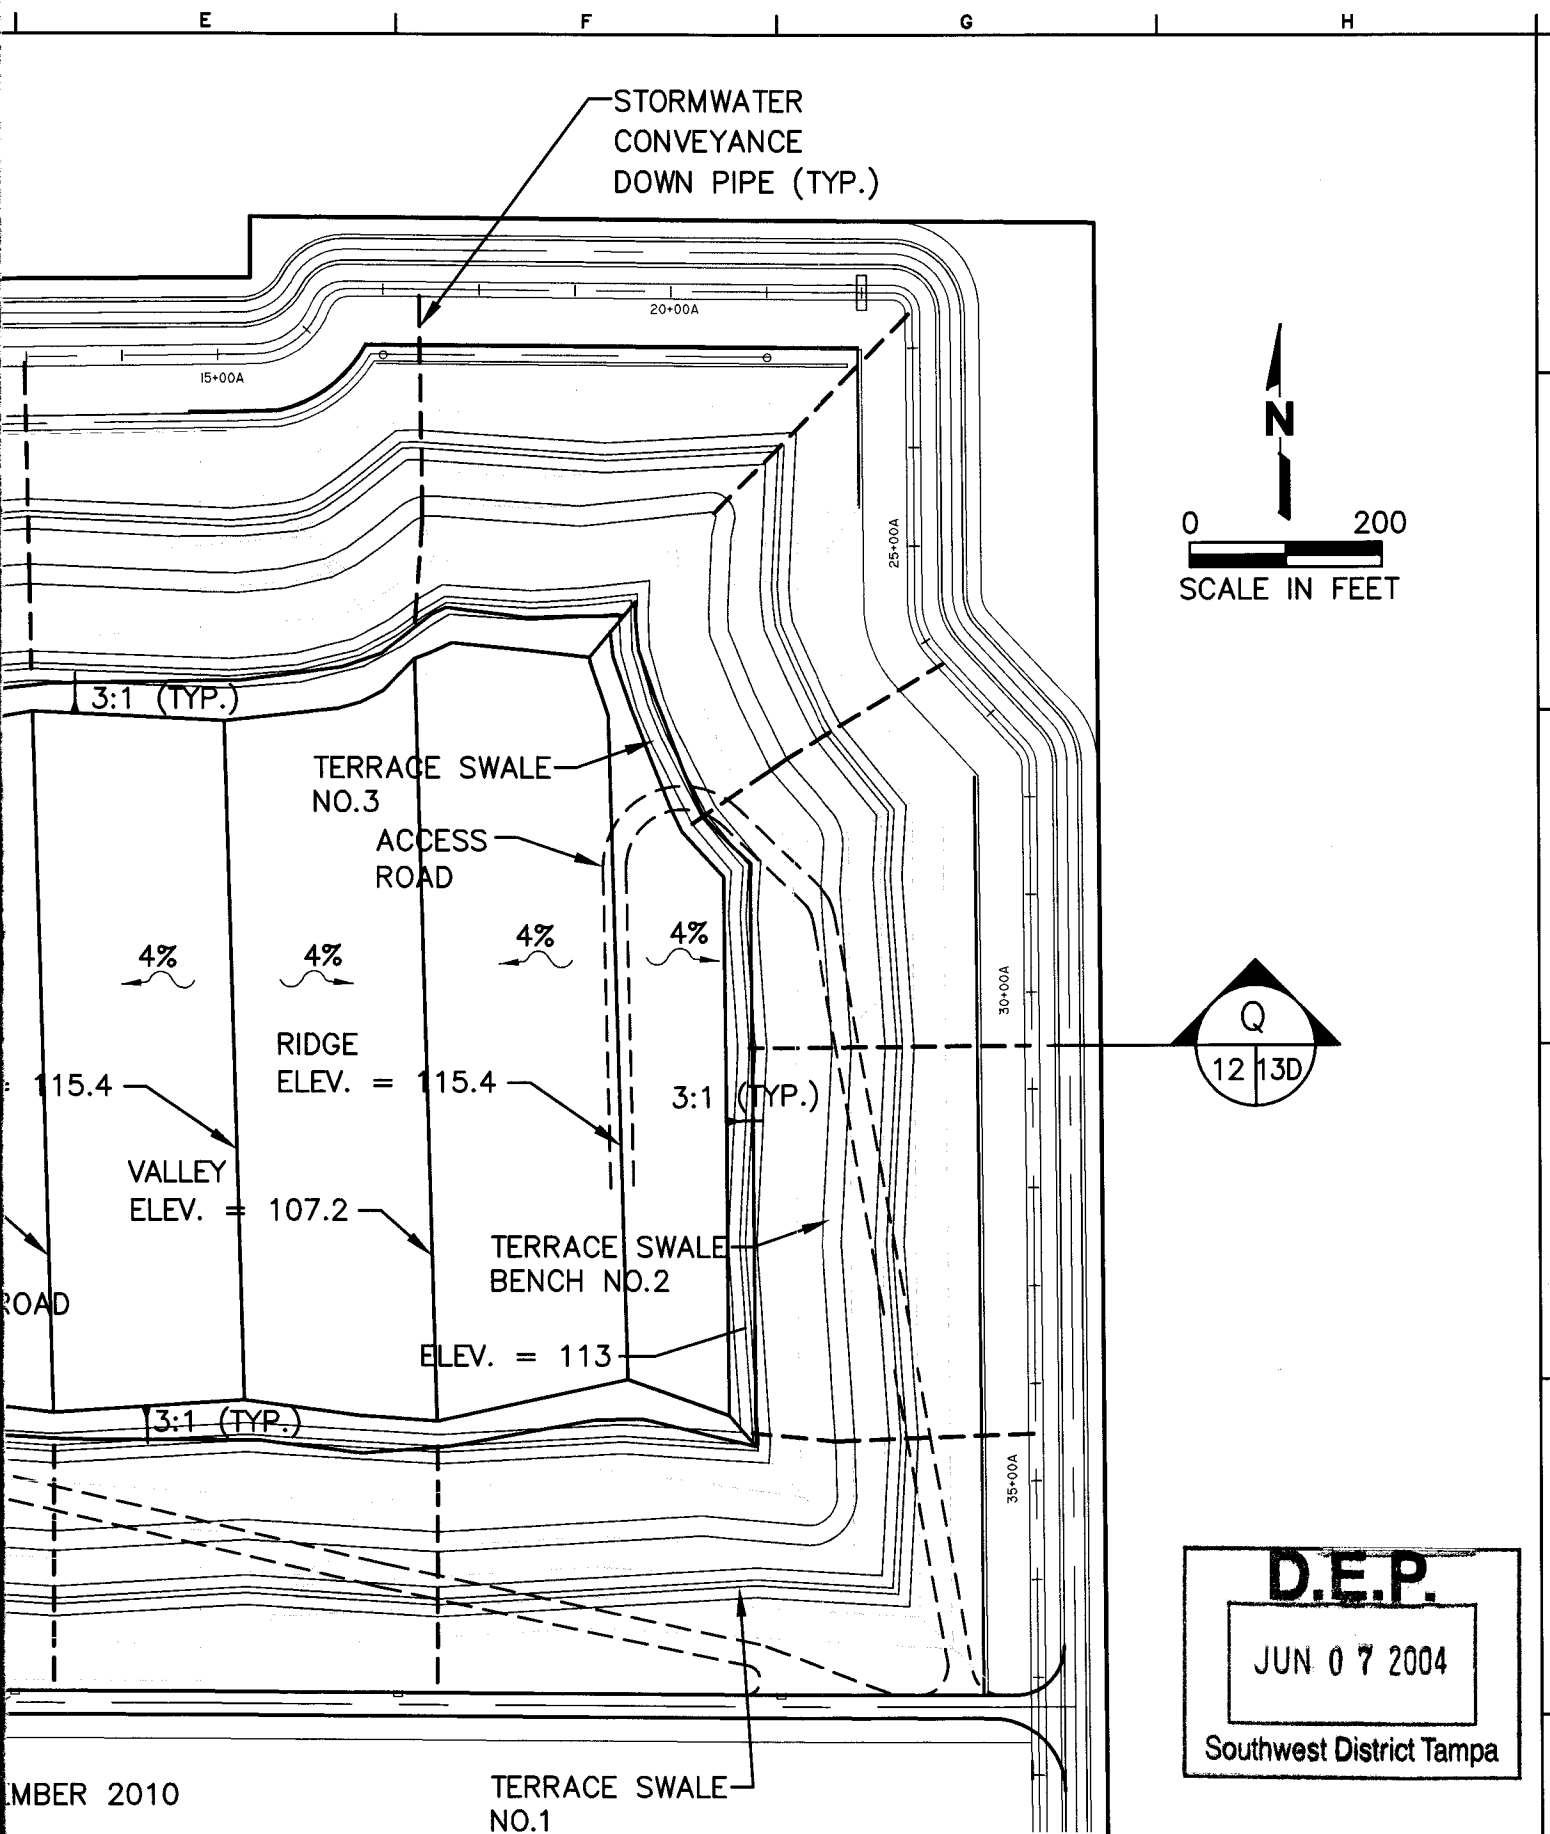 E
F
G
H
STORMWATER
CONVEYANCE
DOWN PIPE (TYP.)
20+00A
15+00A
N
0
200
SCALE IN FEET
25+00A
3:1 (TYP.)
TERRACE SWALE
NO.3
ACCESS
ROAD
4%
4%
4%
4%
30+00A
Q
12
13D
RIDGE
ELEV. = 115.4
= 115.4
3:1 (TYP.)
VALLEY
ELEV. = 107.2
TERRACE SWALE
BENCH NO.2
ROAD
ELEV. = 113
3:1 (TYP.)
35+00A
D.E.P.
JUN 07 2004
Southwest District Tampa
EMBER 2010
TERRACE SWALE
NO.1